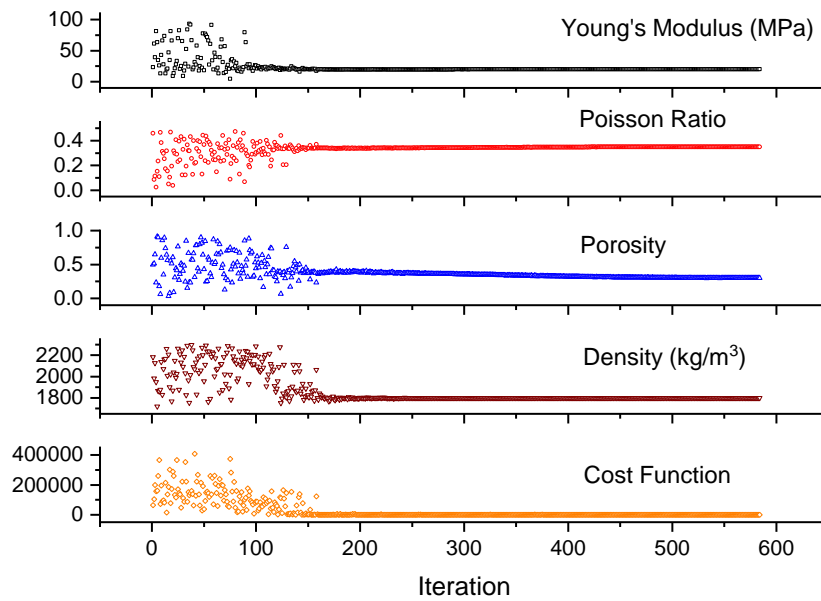 100
50
0
Young's Modulus (MPa)
0.4
0.2
0.0
Poisson Ratio
1.0
0.5
0.0
Porosity
2200
2000
1800
Density (kg/m³)
400000
200000
0
Cost Function
0 100 200 300 400 500 600
Iteration